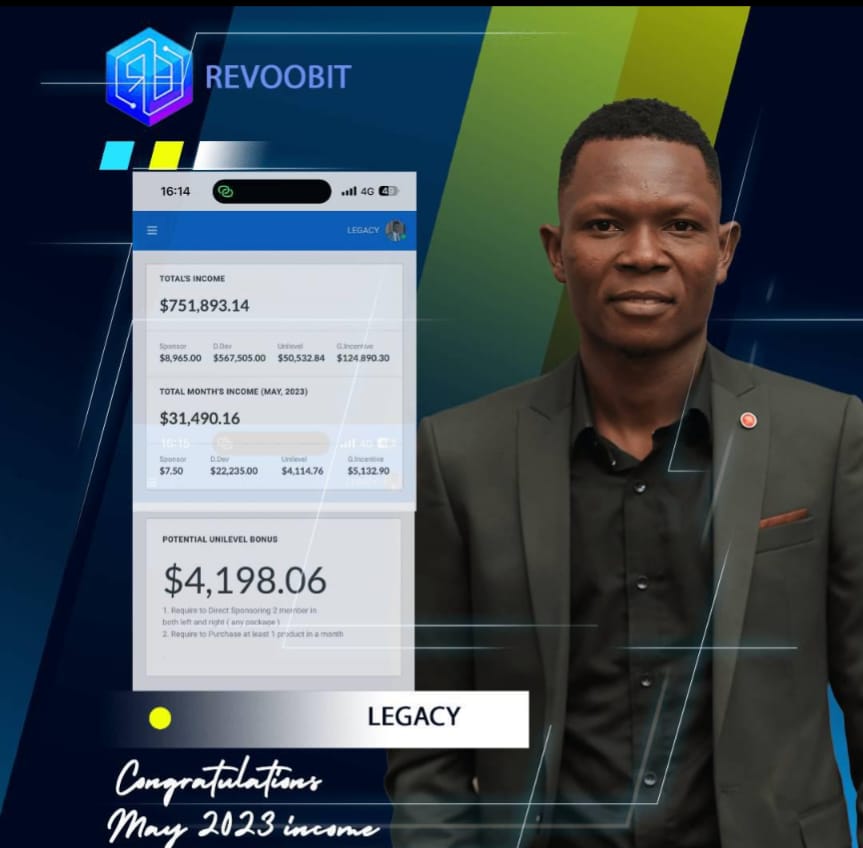 REVOOBIT
16:14
4G
LEGACY
TOTAL'S INCOME
$751,893.14
Sponsor D.Dev Unilevel G.Incentive
$8,965.00 $567,505.00 $50,532.84 $124,890.30
TOTAL MONTH'S INCOME (MAY, 2023)
$31,490.16
16:15 4G
Sponsor D.Dev Unilevel G.Incentive
$7.50 $22,235.00 $4,114.76 $5,132.90
POTENTIAL UNILEVEL BONUS
$4,198.06
1. Require to Direct Sponsoring 2 member in
both left and right ( any package )
2. Require to Purchase at least 1 product in a month
LEGACY
Congratulations
May 2023 income